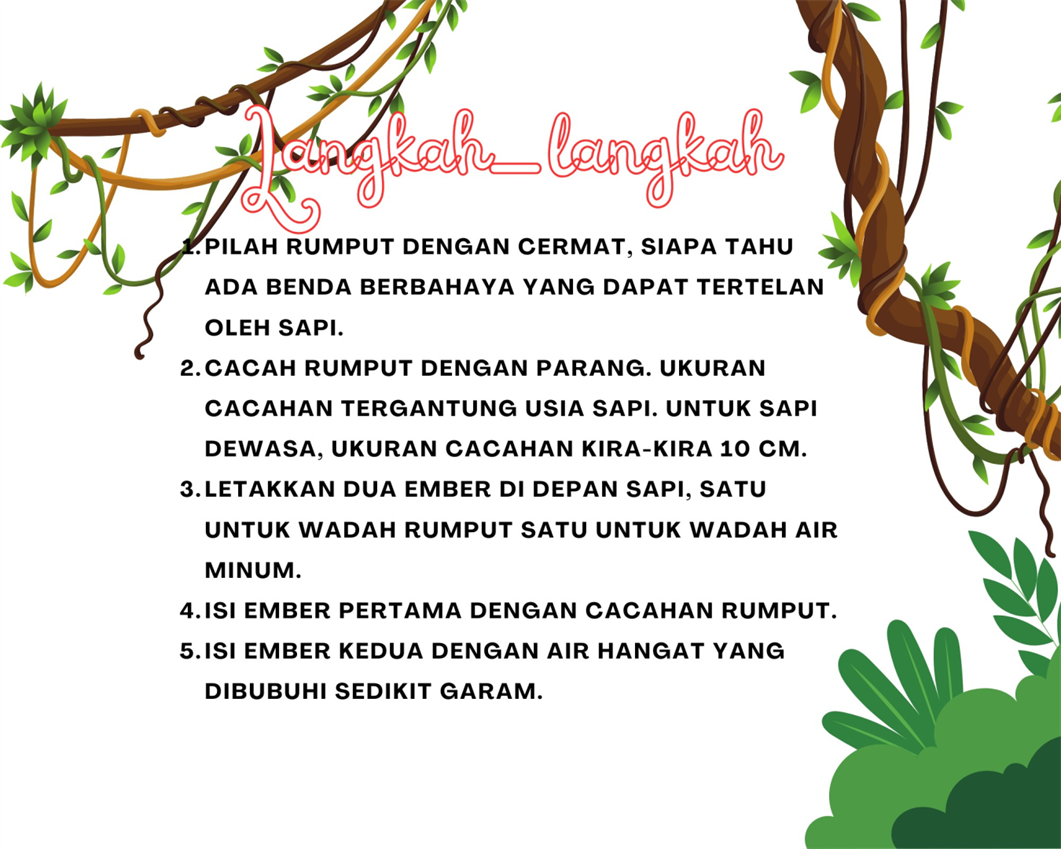 Langkah_langkah
1. PILAH RUMPUT DENGAN CERMAT, SIAPA TAHU
ADA BENDA BERBAHAYA YANG DAPAT TERTELAN
OLEH SAPI.
2. CACAH RUMPUT DENGAN PARANG. UKURAN
CACAHAN TERGANTUNG USIA SAPI. UNTUK SAPI
DEWASA, UKURAN CACAHAN KIRA-KIRA 10 CM.
3. LETAKKAN DUA EMBER DI DEPAN SAPI, SATU
UNTUK WADAH RUMPUT SATU UNTUK WADAH AIR
MINUM.
4. ISI EMBER PERTAMA DENGAN CACAHAN RUMPUT.
5. ISI EMBER KEDUA DENGAN AIR HANGAT YANG
DIBUBUHI SEDIKIT GARAM.